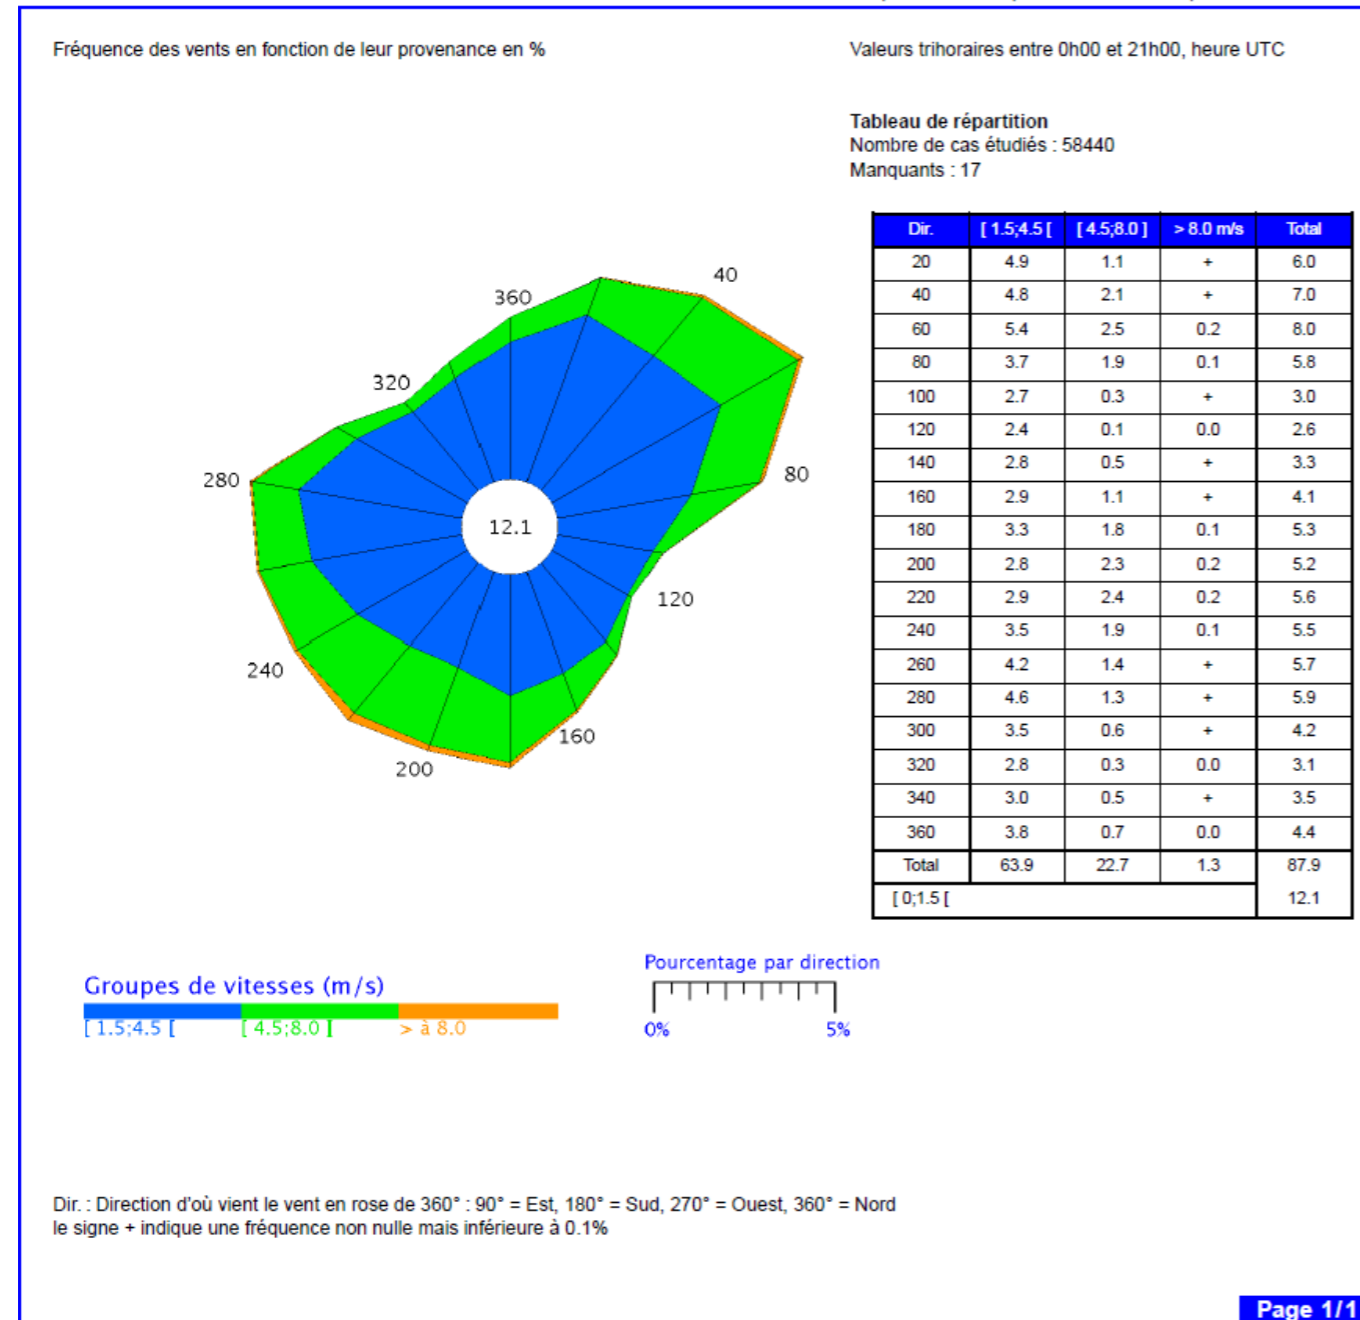 Fréquence des vents en fonction de leur provenance en %
Valeurs trihoraires entre 0h00 et 21h00, heure UTC
Tableau de répartition
Nombre de cas étudiés : 58440
Manquants : 17
40
360
320
280
80
12.1
120
240
160
200
Dir. [ 1.5;4.5 [ [ 4.5;8.0 ] > 8.0 m/s Total
20 4.9 1.1 + 6.0
40 4.8 2.1 + 7.0
60 5.4 2.5 0.2 8.0
80 3.7 1.9 0.1 5.8
100 2.7 0.3 + 3.0
120 2.4 0.1 0.0 2.6
140 2.8 0.5 + 3.3
160 2.9 1.1 + 4.1
180 3.3 1.8 0.1 5.3
200 2.8 2.3 0.2 5.2
220 2.9 2.4 0.2 5.6
240 3.5 1.9 0.1 5.5
260 4.2 1.4 + 5.7
280 4.6 1.3 + 5.9
300 3.5 0.6 + 4.2
320 2.8 0.3 0.0 3.1
340 3.0 0.5 + 3.5
360 3.8 0.7 0.0 4.4
Total 63.9 22.7 1.3 87.9
[ 0;1.5 [ 12.1
Groupes de vitesses (m/s)
[ 1.5;4.5 [ [ 4.5;8.0 ] > à 8.0
Pourcentage par direction
0% 5%
Dir. : Direction d'où vient le vent en rose de 360° : 90° = Est, 180° = Sud, 270° = Ouest, 360° = Nord
le signe + indique une fréquence non nulle mais inférieure à 0.1%
Page 1/1